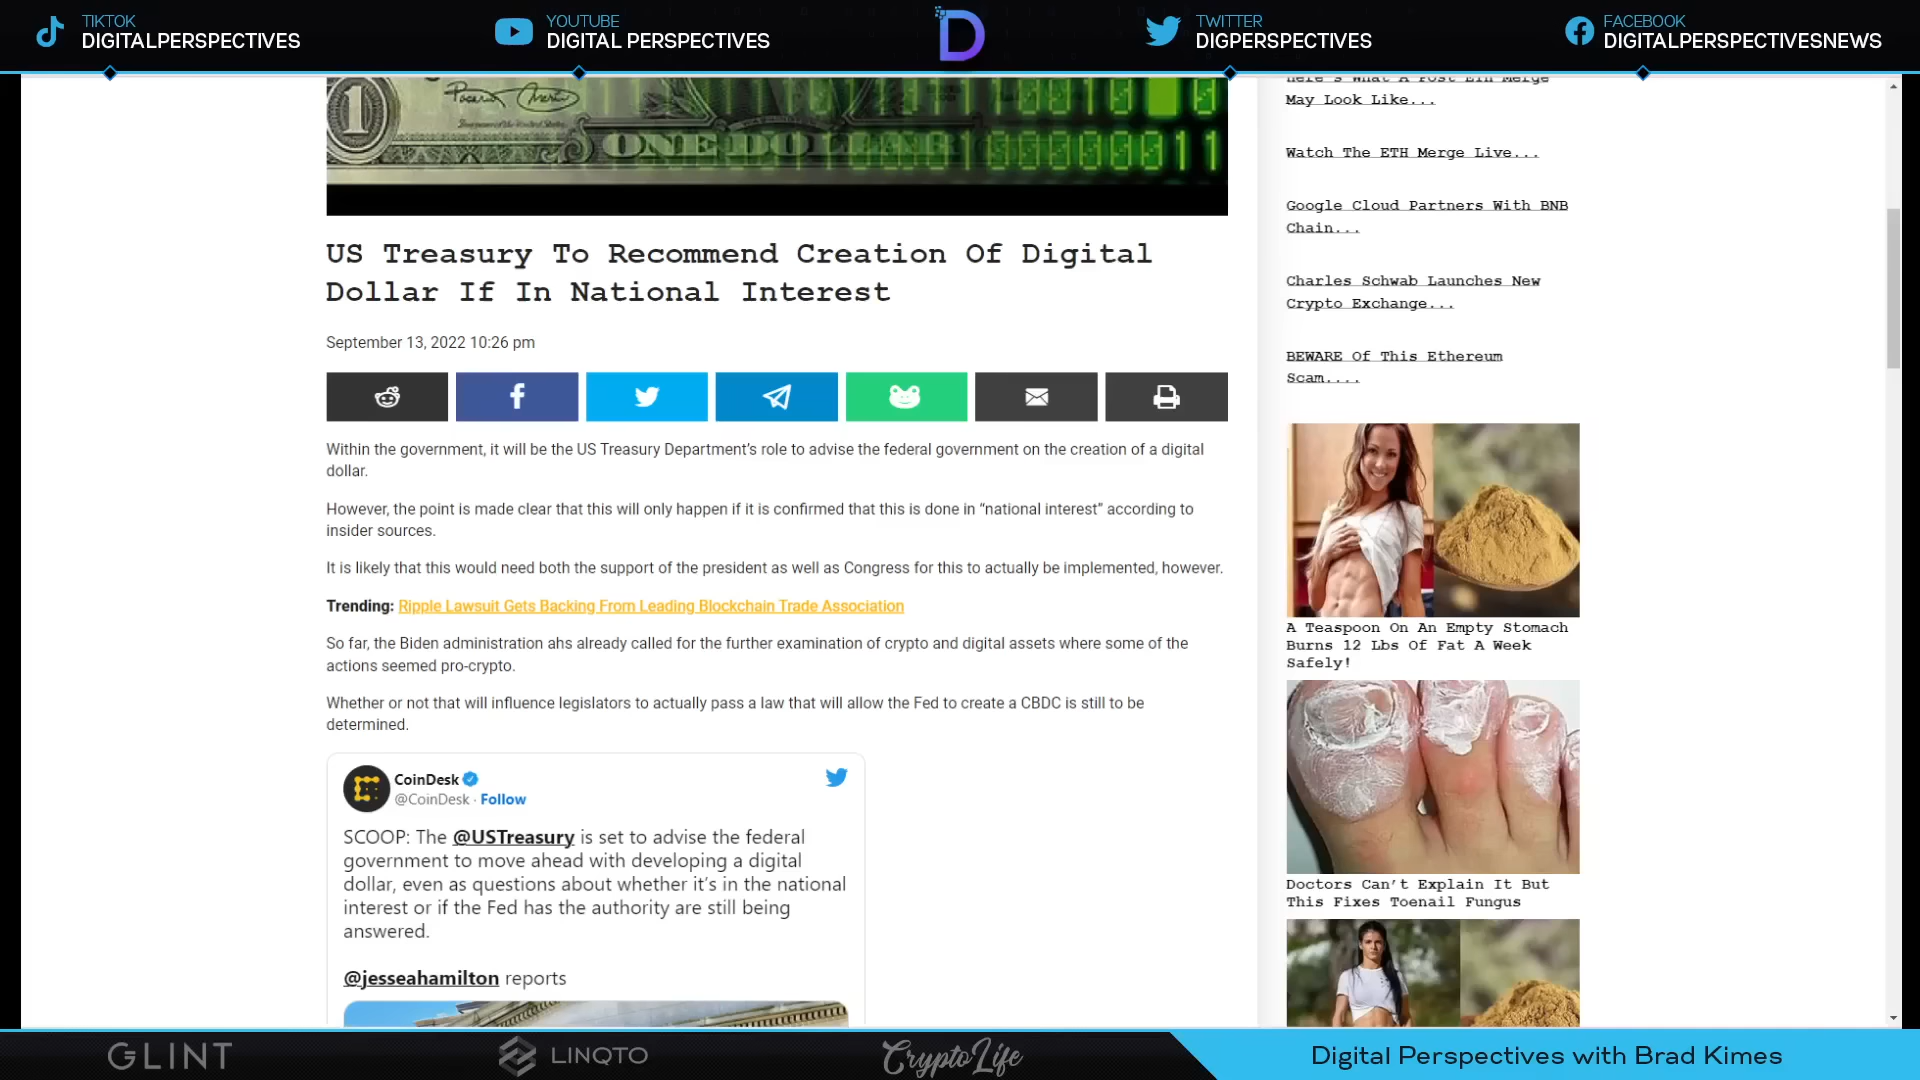 TIKTOK
DIGITALPERSPECTIVES
YOUTUBE
DIGITAL PERSPECTIVES
D
TWITTER
DIGPERSPECTIVES
FACEBOOK
DIGITALPERSPECTIVESNEWS
1
ONE DOLLAR
US Treasury To Recommend Creation Of Digital
Dollar If In National Interest
September 13, 2022 10:26 pm
Within the government, it will be the US Treasury Department's role to advise the federal government on the creation of a digital
dollar.
However, the point is made clear that this will only happen if it is confirmed that this is done in “national interest” according to
insider sources.
It is likely that this would need both the support of the president as well as Congress for this to actually be implemented, however.
Trending: Ripple Lawsuit Gets Backing From Leading Blockchain Trade Association
So far, the Biden administration ahs already called for the further examination of crypto and digital assets where some of the
actions seemed pro-crypto.
Whether or not that will influence legislators to actually pass a law that will allow the Fed to create a CBDC is still to be
determined.
CoinDesk
@CoinDesk · Follow
SCOOP: The @USTreasury is set to advise the federal
government to move ahead with developing a digital
dollar, even as questions about whether it's in the national
interest or if the Fed has the authority are still being
answered.
@jesseahamilton reports
Here's What A Post ETH Merge
May Look Like...
Watch The ETH Merge Live...
Google Cloud Partners With BNB
Chain...
Charles Schwab Launches New
Crypto Exchange...
BEWARE Of This Ethereum
Scam....
A Teaspoon On An Empty Stomach
Burns 12 Lbs Of Fat A Week
Safely!
Doctors Can't Explain It But
This Fixes Toenail Fungus
GLINT
LINQTO
CryptoLife
Digital Perspectives with Brad Kimes